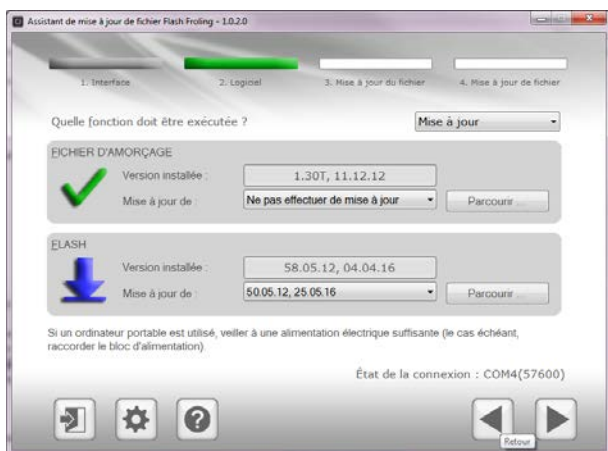 Assistant de mise à jour de fichier Flash Froling - 1.0.2.0
1. Interface 2. Logiciel 3. Mise à jour du fichier 4. Mise à jour de fichier
Quelle fonction doit être exécutée ? Mise à jour
FICHIER D'AMORÇAGE
Version installée : 1.30T, 11.12.12
Mise à jour de : Ne pas effectuer de mise à jour Parcourir ...
FLASH
Version installée : 58.05.12, 04.04.16
Mise à jour de : 50.05.12, 25.05.16 Parcourir ...
Si un ordinateur portable est utilisé, veiller à une alimentation électrique suffisante (le cas échéant,
raccorder le bloc d'alimentation).
État de la connexion : COM4(57600)
Retour